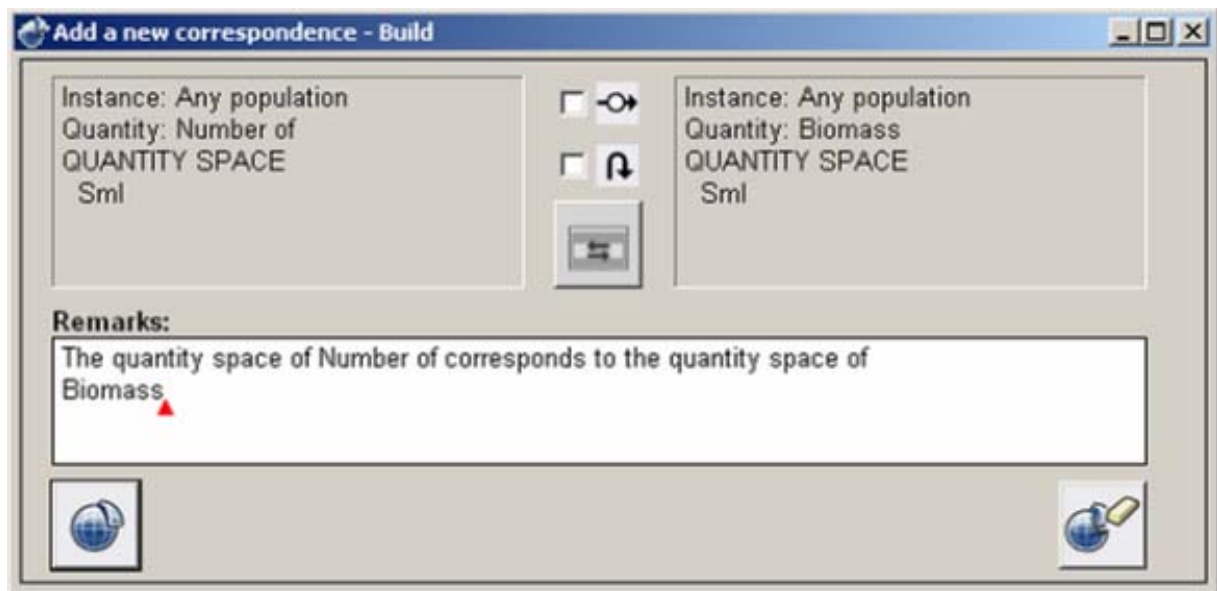 Add a new correspondence - Build
Instance: Any population
Quantity: Number of
QUANTITY SPACE
Sml
Instance: Any population
Quantity: Biomass
QUANTITY SPACE
Sml
Remarks:
The quantity space of Number of corresponds to the quantity space of
Biomass